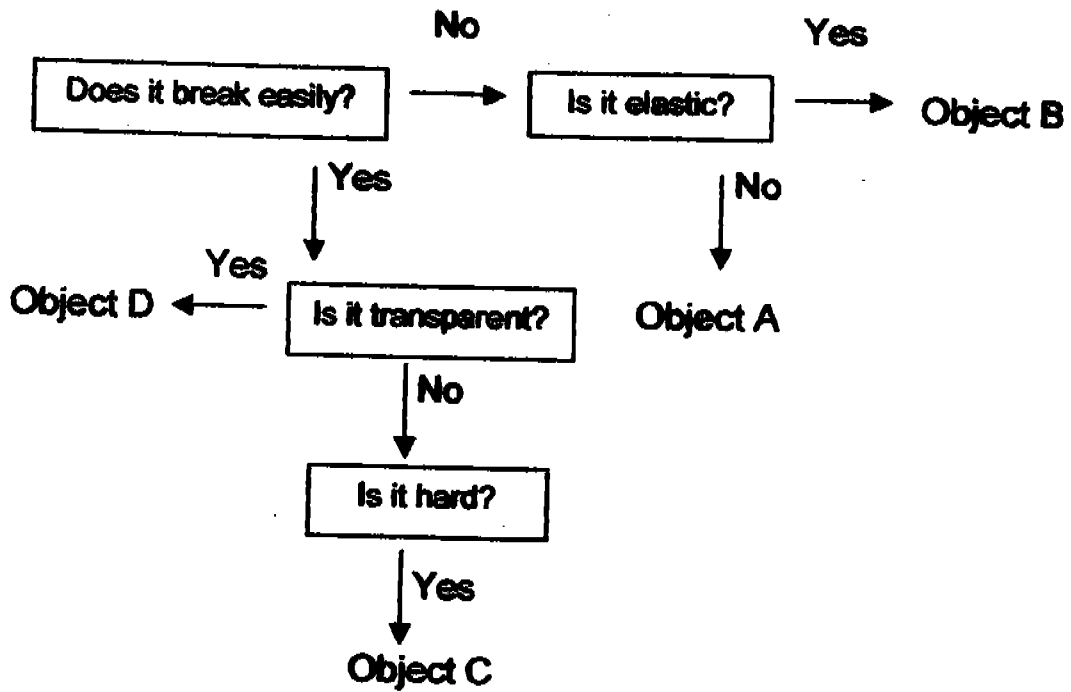 No
Yes
Does it break easily?
Is it elastic?
Object B
Yes
No
Yes
Object D
Is it transparent?
Object A
No
Is it hard?
Yes
Object C